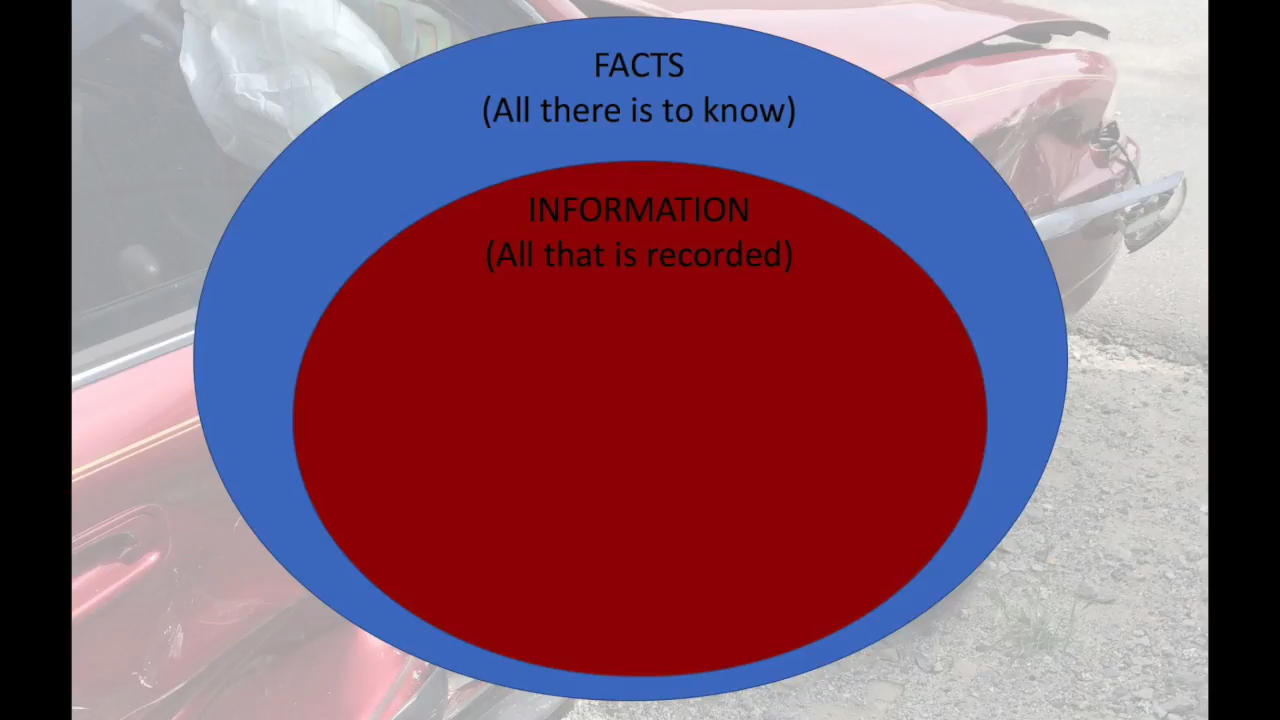 FACTS
(All there is to know)
INFORMATION
(All that is recorded)